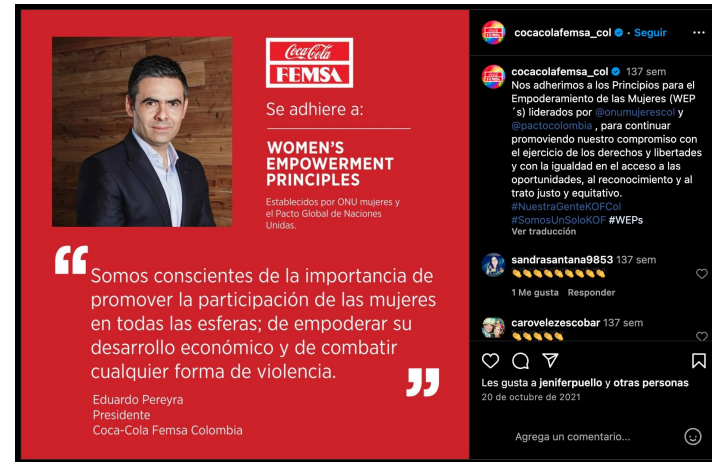 Coca-Cola
FEMSA
Se adhiere a:
WOMEN'S
EMPOWERMENT
PRINCIPLES
Establecidos por ONU mujeres y
el Pacto Global de Naciones
Unidas.
“Somos conscientes de la importancia de
promover la participación de las mujeres
en todas las esferas; de empoderar su
desarrollo económico y de combatir
cualquier forma de violencia.”
Eduardo Pereyra
Presidente
Coca-Cola Femsa Colombia
cocacolafemsa_col • Seguir
cocacolafemsa_col 137 sem
Nos adherimos a los Principios para el
Empoderamiento de las Mujeres (WEP
´s) liderados por @onumujerescol y
@pactocolombia , para continuar
promoviendo nuestro compromiso con
el ejercicio de los derechos y libertades
y con la igualdad en el acceso a las
oportunidades, al reconocimiento y al
trato justo y equitativo.
#NuestraGenteKOFCol
#SomosUnSoloKOF #WEPs
Ver traducción
sandrasantana9853 137 sem
👏👏👏👏👏👏👏👏👏
1 Me gusta Responder
carovelezescobar 137 sem
👏👏👏👏👏
Les gusta a jeniferpuello y otras personas
20 de octubre de 2021
Agrega un comentario...